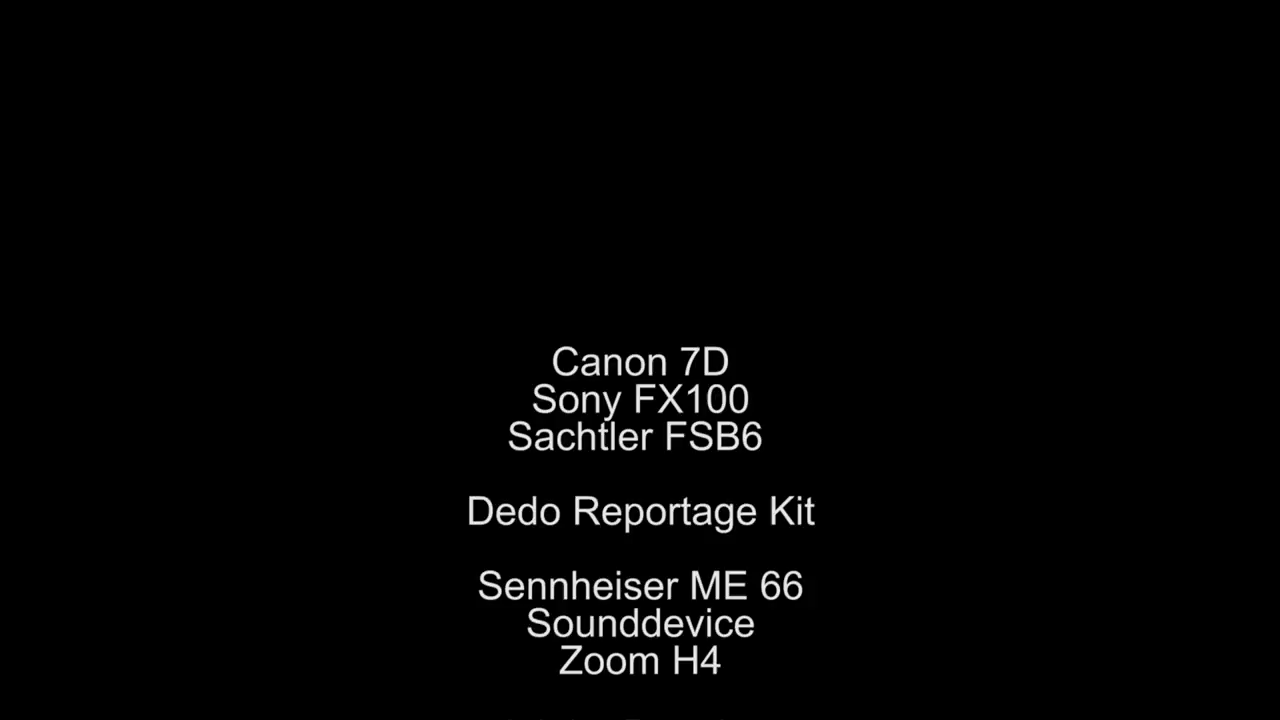 Canon 7D
Sony FX100
Sachtler FSB6
Dedo Reportage Kit
Sennheiser ME 66
Sounddevice
Zoom H4